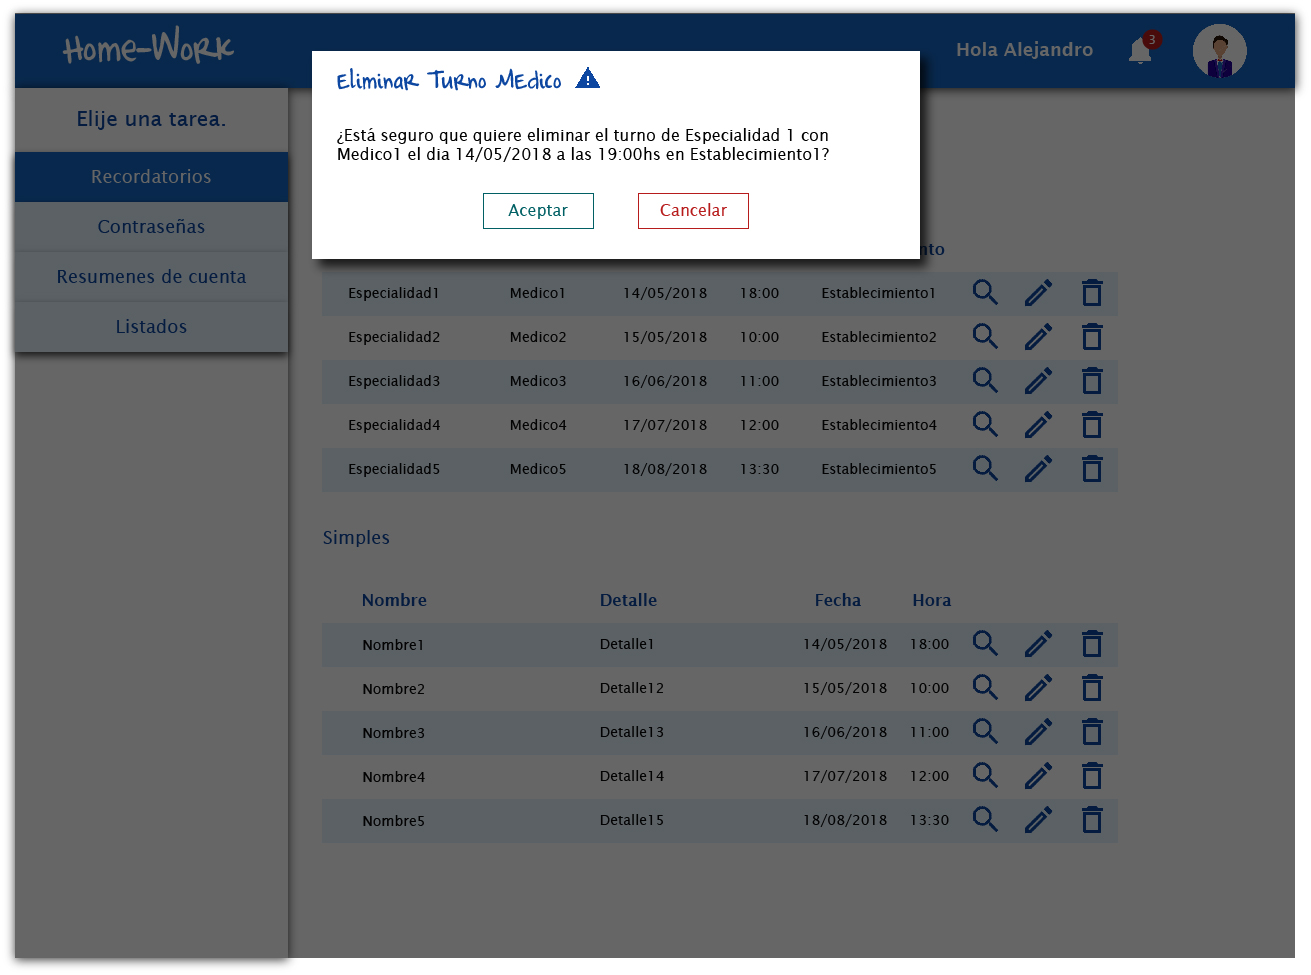 Home-Work
Hola Alejandro
3
Elije una tarea.
Recordatorios
Contraseñas
Resumenes de cuenta
Listados
Eliminar Turno Medico
¿Está seguro que quiere eliminar el turno de Especialidad 1 con
Medico1 el dia 14/05/2018 a las 19:00hs en Establecimiento1?
Aceptar Cancelar
nto
Especialidad1 Medico1 14/05/2018 18:00 Establecimiento1
Especialidad2 Medico2 15/05/2018 10:00 Establecimiento2
Especialidad3 Medico3 16/06/2018 11:00 Establecimiento3
Especialidad4 Medico4 17/07/2018 12:00 Establecimiento4
Especialidad5 Medico5 18/08/2018 13:30 Establecimiento5
Simples
Nombre Detalle Fecha Hora
Nombre1 Detalle1 14/05/2018 18:00
Nombre2 Detalle12 15/05/2018 10:00
Nombre3 Detalle13 16/06/2018 11:00
Nombre4 Detalle14 17/07/2018 12:00
Nombre5 Detalle15 18/08/2018 13:30